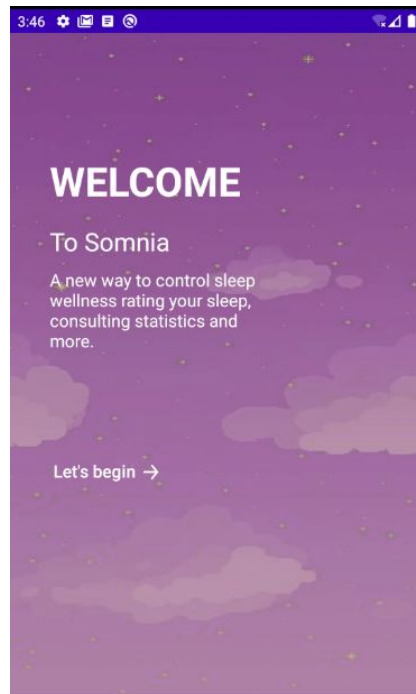 3:46
WELCOME
To Somnia
A new way to control sleep
wellness rating your sleep,
consulting statistics and
more.
Let's begin →